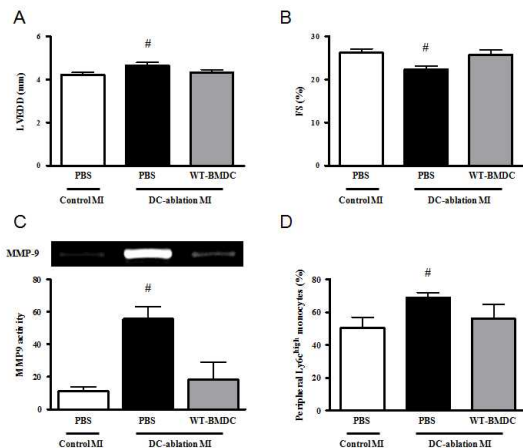 A
LVEDD (mm)
6
4
2
0
#
PBS
PBS
WT-BMDC
Control MI
DC-ablation MI
B
FS (%)
30
20
10
0
#
PBS
PBS
WT-BMDC
Control MI
DC-ablation MI
C
MMP-9
MMP9 activity
80
60
40
20
0
#
PBS
PBS
WT-BMDC
Control MI
DC-ablation MI
D
Peripheral Ly6c^high monocytes (%)
80
60
40
20
0
#
PBS
PBS
WT-BMDC
Control MI
DC-ablation MI